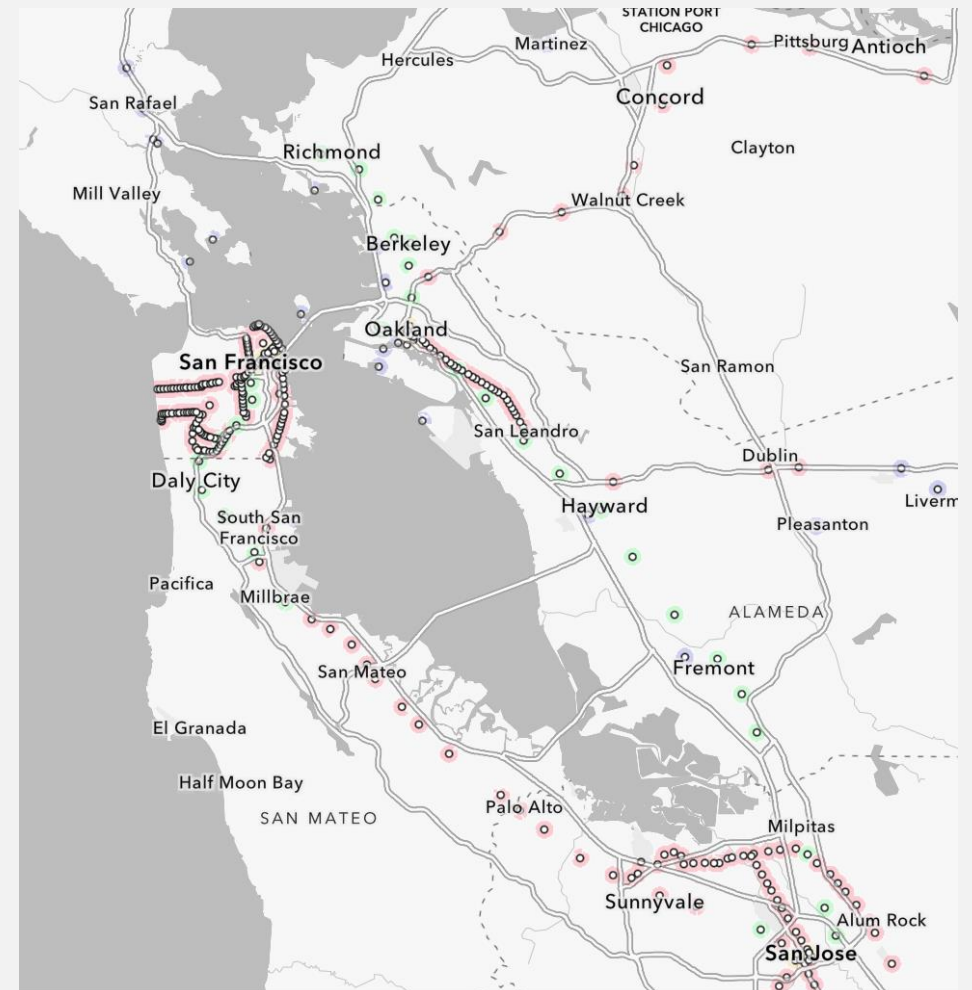 STATION PORT
CHICAGO
Martinez
Pittsburg
Antioch
Hercules
San Rafael
Concord
Richmond
Clayton
Mill Valley
Walnut Creek
Berkeley
Oakland
San Francisco
San Ramon
San Leandro
Dublin
Daly City
Hayward
Liverm
South San
Francisco
Pleasanton
Pacifica
Millbrae
ALAMEDA
San Mateo
Fremont
El Granada
Half Moon Bay
Palo Alto
SAN MATEO
Milpitas
Sunnyvale
Alum Rock
San Jose